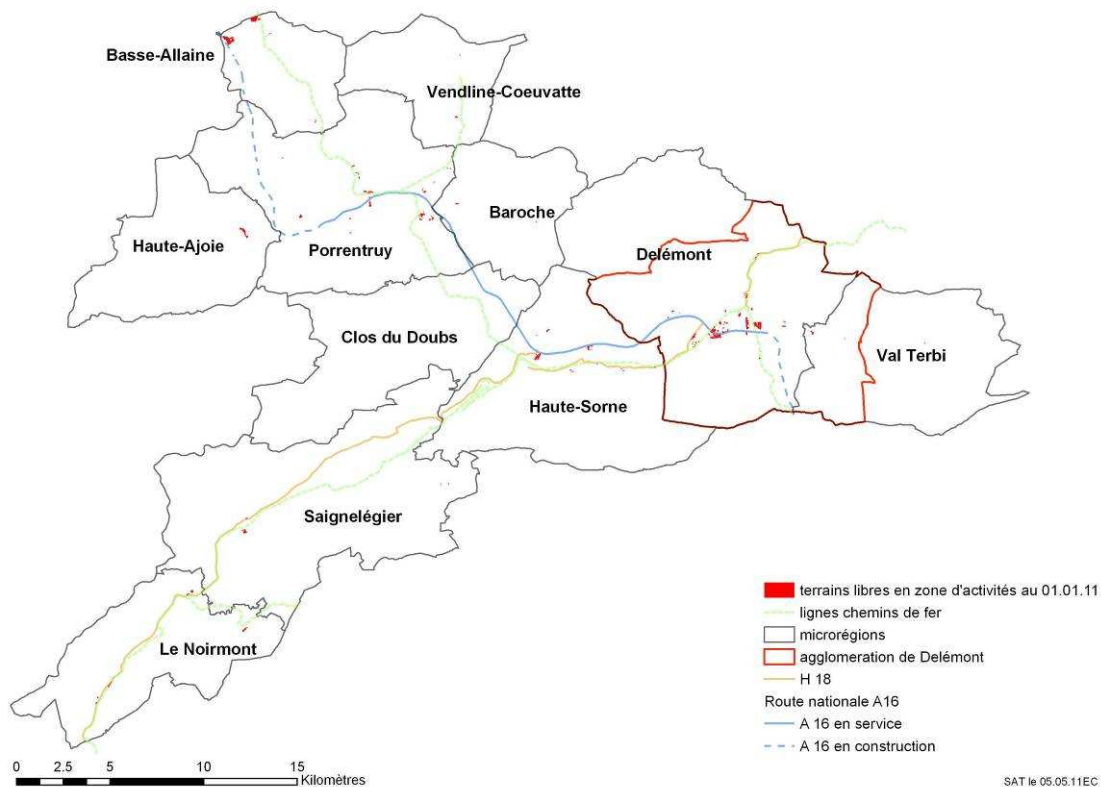 Basse-Allaine
Vendline-Coeuvatte
Baroche
Haute-Ajoie
Porrentruy
Delémont
Clos du Doubs
Val Terbi
Haute-Sorne
Saignelégier
Le Noirmont
terrains libres en zone d'activités au 01.01.11
lignes chemins de fer
microrégions
agglomeration de Delémont
H 18
Route nationale A16
A 16 en service
A 16 en construction
0 2.5 5 10 15
Kilomètres
SAT le 05.05.11EC